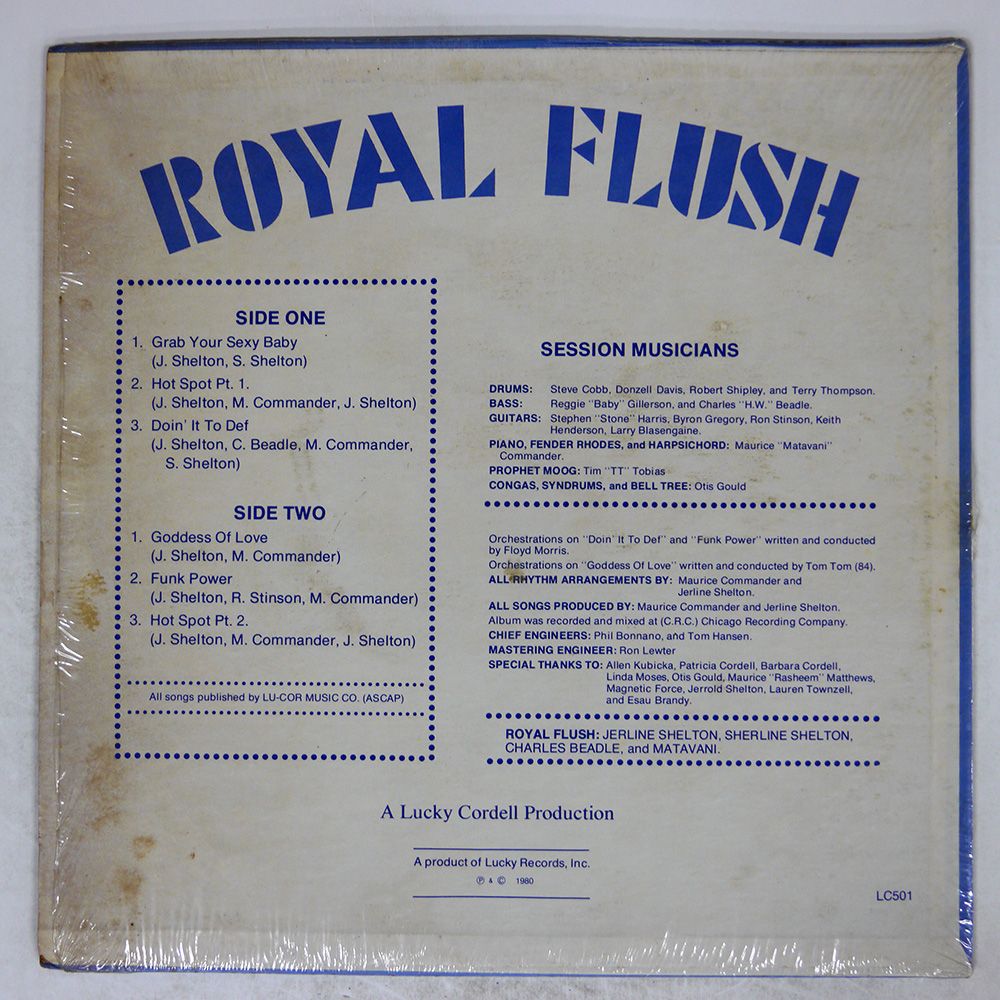 ROYAL FLUSH
SIDE ONE
1. Grab Your Sexy Baby
(J. Shelton, S. Shelton)
2. Hot Spot Pt. 1.
(J. Shelton, M. Commander, J. Shelton)
3. Doin' It To Def
(J. Shelton, C. Beadle, M. Commander,
S. Shelton)
SIDE TWO
1. Goddess Of Love
(J. Shelton, M. Commander)
2. Funk Power
(J. Shelton, R. Stinson, M. Commander)
3. Hot Spot Pt. 2.
(J. Shelton, M. Commander, J. Shelton)
All songs published by LU-COR MUSIC CO. (ASCAP)
SESSION MUSICIANS
DRUMS: Steve Cobb, Donzell Davis, Robert Shipley, and Terry Thompson.
BASS: Reggie "Baby" Gillerson, and Charles "H.W." Beadle.
GUITARS: Stephen "Stone" Harris, Byron Gregory, Ron Stinson, Keith
Henderson, Larry Blasengaine.
PIANO, FENDER RHODES, and HARPSICHORD: Maurice "Matavani"
Commander.
PROPHET MOOG: Tim "TT" Tobias
CONGAS, SYNDRUMS, and BELL TREE: Otis Gould
Orchestrations on "Doin' It To Def" and "Funk Power" written and conducted
by Floyd Morris.
Orchestrations on "Goddess Of Love" written and conducted by Tom Tom (84).
ALL RHYTHM ARRANGEMENTS BY: Maurice Commander and
Jerline Shelton.
ALL SONGS PRODUCED BY: Maurice Commander and Jerline Shelton.
Album was recorded and mixed at (C.R.C.) Chicago Recording Company.
CHIEF ENGINEERS: Phil Bonnano, and Tom Hansen.
MASTERING ENGINEER: Ron Lewter
SPECIAL THANKS TO: Allen Kubicka, Patricia Cordell, Barbara Cordell,
Linda Moses, Otis Gould, Maurice "Rasheem" Matthews,
Magnetic Force, Jerrold Shelton, Lauren Townzell,
and Esau Brandy.
ROYAL FLUSH: JERLINE SHELTON, SHERLINE SHELTON,
CHARLES BEADLE, and MATAVANI.
A Lucky Cordell Production
A product of Lucky Records, Inc.
℗ & © 1980
LC501